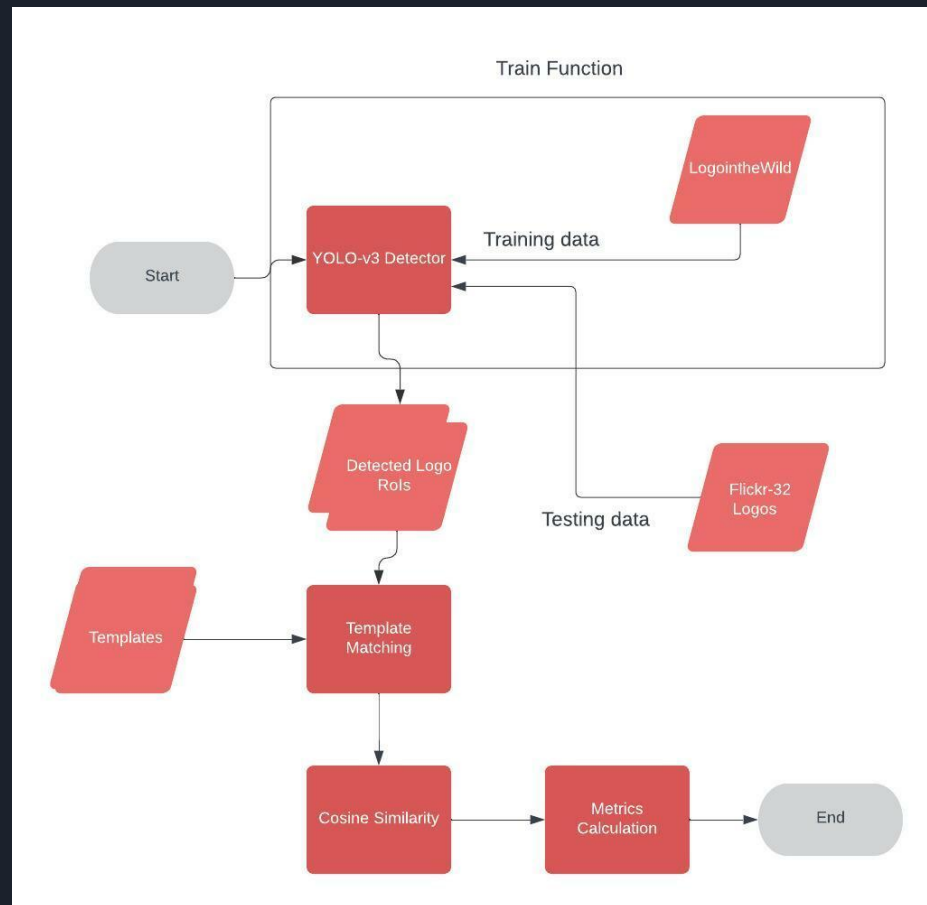 Train Function
LogointheWild
YOLO-v3 Detector
Training data
Start
Detected Logo
RoIs
Flickr-32
Logos
Testing data
Templates
Template
Matching
Cosine Similarity
Metrics
Calculation
End